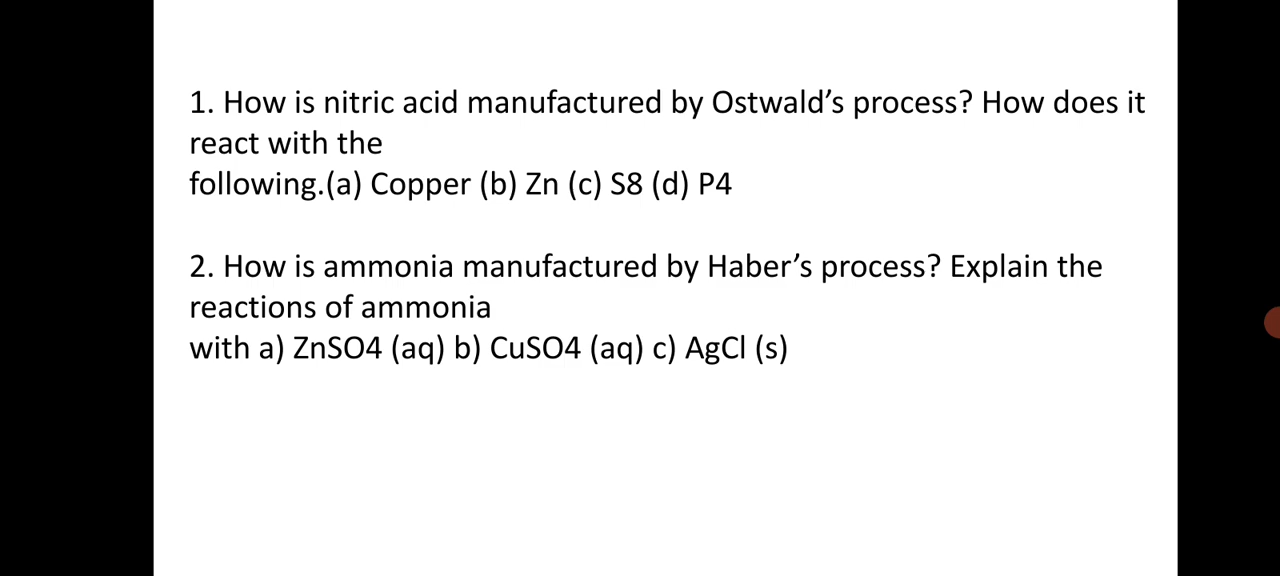 1. How is nitric acid manufactured by Ostwald’s process? How does it
react with the
following.(a) Copper (b) Zn (c) S8 (d) P4
2. How is ammonia manufactured by Haber’s process? Explain the
reactions of ammonia
with a) ZnSO4 (aq) b) CuSO4 (aq) c) AgCl (s)